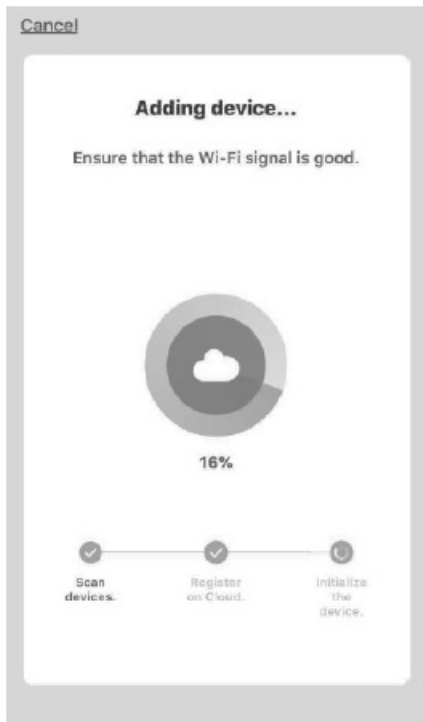 Cancel
Adding device...
Ensure that the Wi-Fi signal is good.
16%
Scan
devices.
Register
on Cloud.
Initialize
the
device.